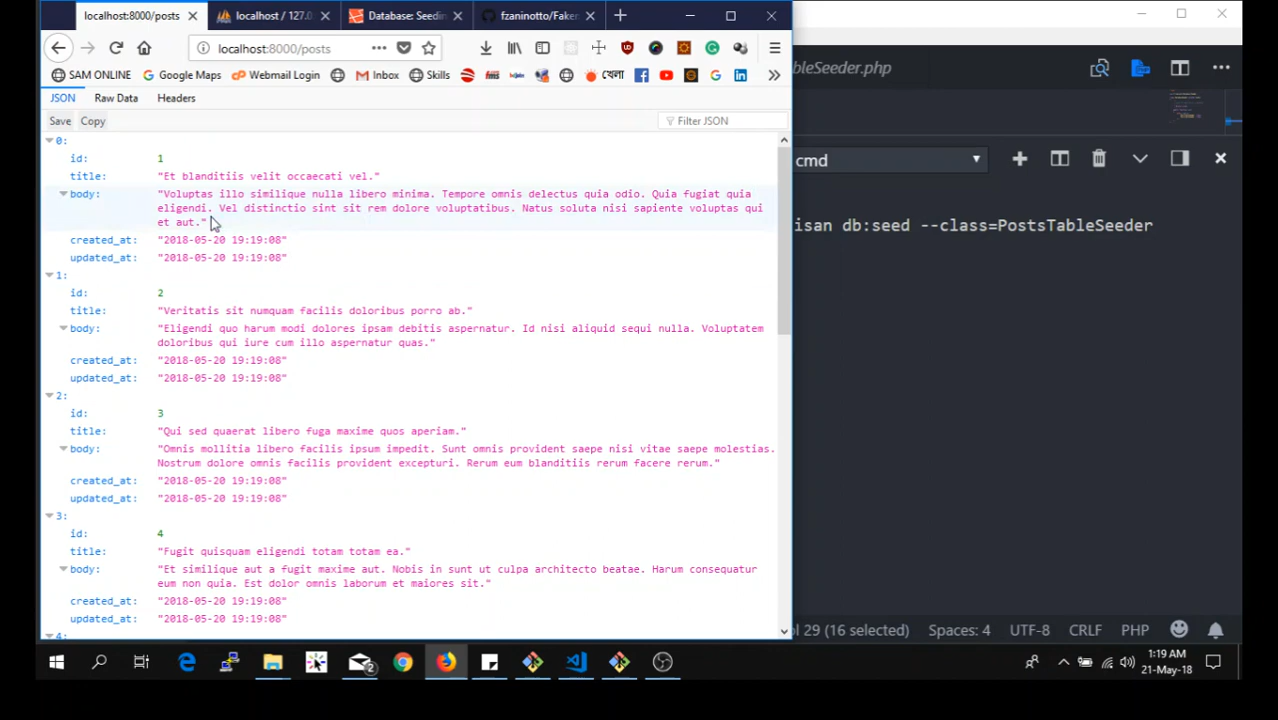 localhost:8000/posts
localhost / 127.0
Database: Seedin
fzaninotto/Faker
localhost:8000/posts
SAM ONLINE
Google Maps
Webmail Login
Inbox
Skills
খেলা
JSON
Raw Data
Headers
Save
Copy
Filter JSON
0:
id: 1
title: "Et blanditiis velit occaecati vel."
body: "Voluptas illo similique nulla libero minima. Tempore omnis delectus quia odio. Quia fugiat quia
eligendi. Vel distinctio sint sit rem dolore voluptatibus. Natus soluta nisi sapiente voluptas qui
et aut."
created_at: "2018-05-20 19:19:08"
updated_at: "2018-05-20 19:19:08"
1:
id: 2
title: "Veritatis sit numquam facilis doloribus porro ab."
body: "Eligendi quo harum modi dolores ipsam debitis aspernatur. Id nisi aliquid sequi nulla. Voluptatem
doloribus qui iure cum illo aspernatur quas."
created_at: "2018-05-20 19:19:08"
updated_at: "2018-05-20 19:19:08"
2:
id: 3
title: "Qui sed quaerat libero fuga maxime quos aperiam."
body: "Omnis mollitia libero facilis ipsum impedit. Sunt omnis provident saepe nisi vitae saepe molestias.
Nostrum dolore omnis facilis provident excepturi. Rerum eum blanditiis rerum facere rerum."
created_at: "2018-05-20 19:19:08"
updated_at: "2018-05-20 19:19:08"
3:
id: 4
title: "Fugit quisquam eligendi totam totam ea."
body: "Et similique aut a fugit maxime aut. Nobis in sunt ut culpa architecto beatae. Harum consequatur
eum non quia. Est dolor omnis laborum et maiores sit."
created_at: "2018-05-20 19:19:08"
updated_at: "2018-05-20 19:19:08"
4:
bleSeeder.php
cmd
isan db:seed --class=PostsTableSeeder
ol 29 (16 selected)
Spaces: 4
UTF-8
CRLF
PHP
1:19 AM
21-May-18